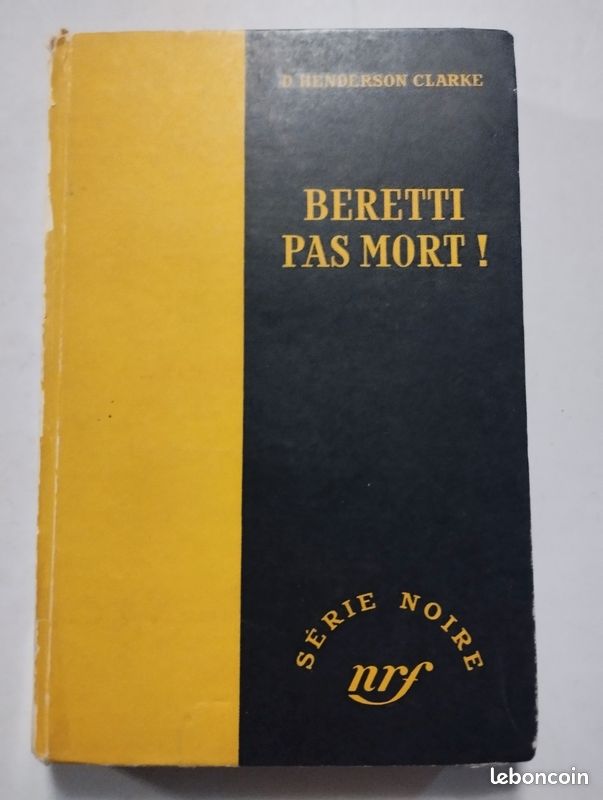 D HENDERSON CLARKE
BERETTI
PAS MORT !
SÉRIE NOIRE
nrf
leboncoin